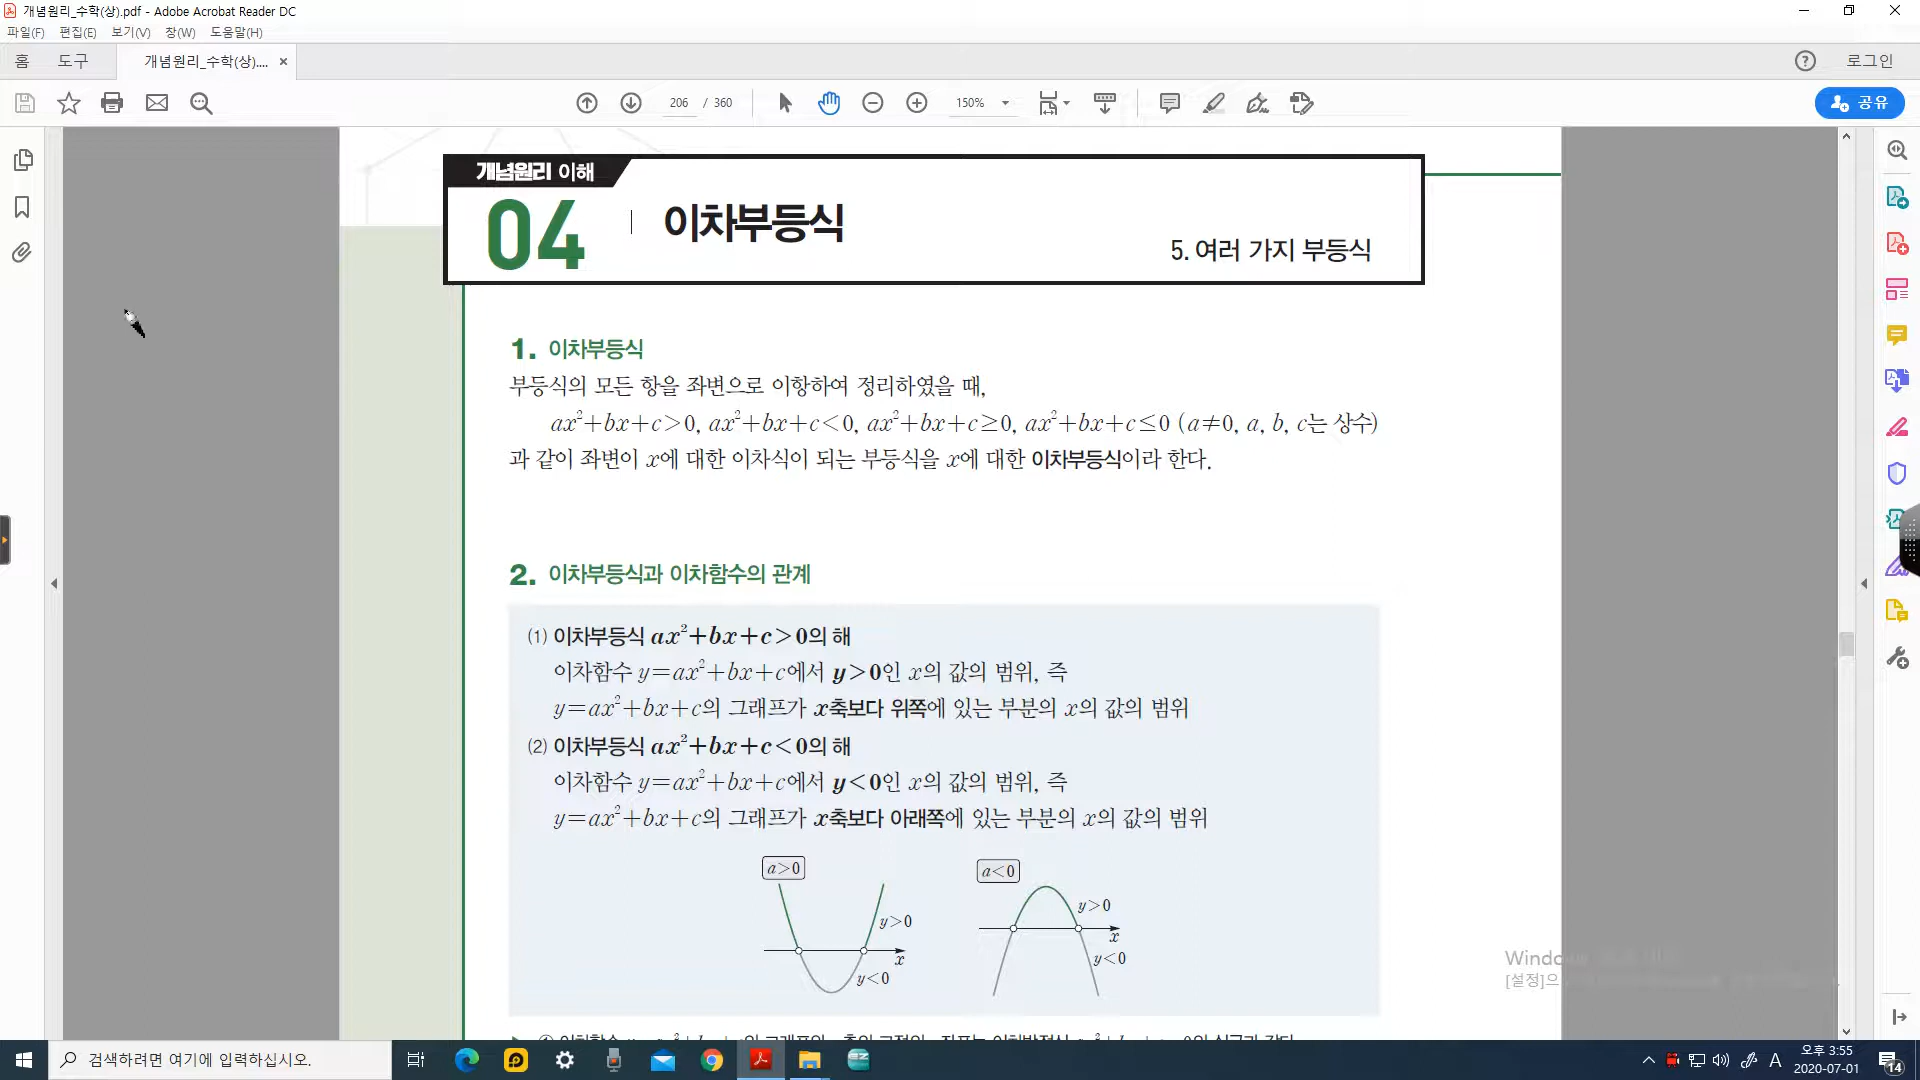 개념원리_수학(상).pdf - Adobe Acrobat Reader DC
파일(F) 편집(E) 보기(V) 창(W) 도움말(H)
홈 도구 개념원리_수학(상).... × 로그인
206 / 360 150% 공유
개념원리 이해
04 이차부등식
5. 여러 가지 부등식
1. 이차부등식
부등식의 모든 항을 좌변으로 이항하여 정리하였을 때,
ax²+bx+c>0, ax²+bx+c<0, ax²+bx+c≥0, ax²+bx+c≤0 (a≠0, a, b, c는 상수)
과 같이 좌변이 x에 대한 이차식이 되는 부등식을 x에 대한 이차부등식이라 한다.
2. 이차부등식과 이차함수의 관계
(1) 이차부등식 ax²+bx+c>0의 해
이차함수 y=ax²+bx+c에서 y>0인 x의 값의 범위, 즉
y=ax²+bx+c의 그래프가 x축보다 위쪽에 있는 부분의 x의 값의 범위
(2) 이차부등식 ax²+bx+c<0의 해
이차함수 y=ax²+bx+c에서 y<0인 x의 값의 범위, 즉
y=ax²+bx+c의 그래프가 x축보다 아래쪽에 있는 부분의 x의 값의 범위
a>0 a<0
y>0 y>0
x x
y<0 y<0
Windows
[설정]으
검색하려면 여기에 입력하십시오.
A 오후 3:55
2020-07-01 14